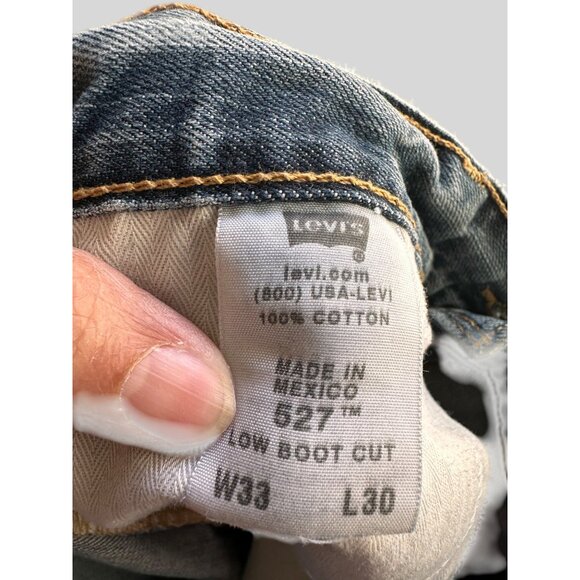 LEVI'S
®
levi.com
(800) USA-LEVI
100% COTTON
MADE IN
MEXICO
527™
LOW BOOT CUT
W33 L30